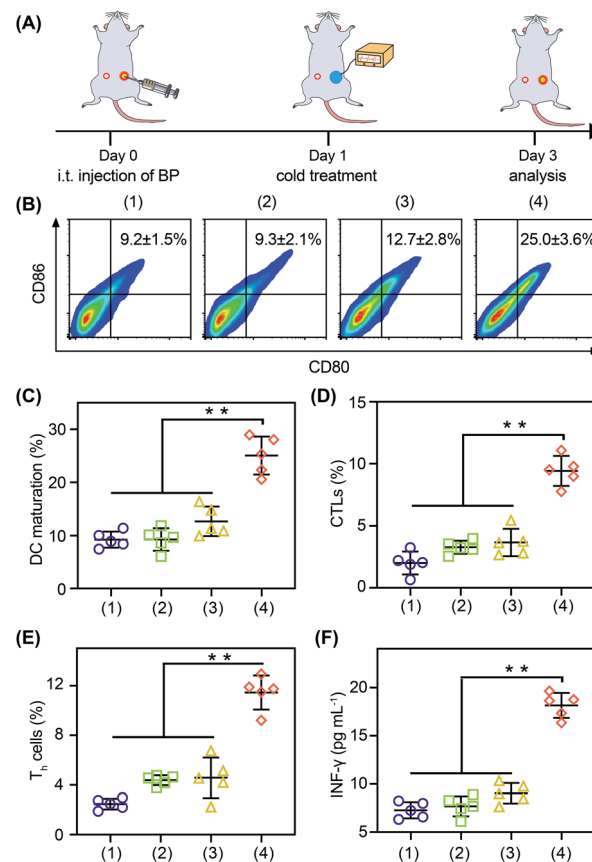 (A)
Day 0
Day 1
Day 3
i.t. injection of BP
cold treatment
analysis
(B)
(1)
(2)
(3)
(4)
9.2±1.5%
9.3±2.1%
12.7±2.8%
25.0±3.6%
CD86
CD80
(C)
DC maturation (%)
30
20
10
0
* *
(1)
(2)
(3)
(4)
(D)
CTLs (%)
15
10
5
0
* *
(1)
(2)
(3)
(4)
(E)
Th cells (%)
12
8
4
0
* *
(1)
(2)
(3)
(4)
(F)
INF-γ (pg mL⁻¹)
20
15
10
5
* *
(1)
(2)
(3)
(4)